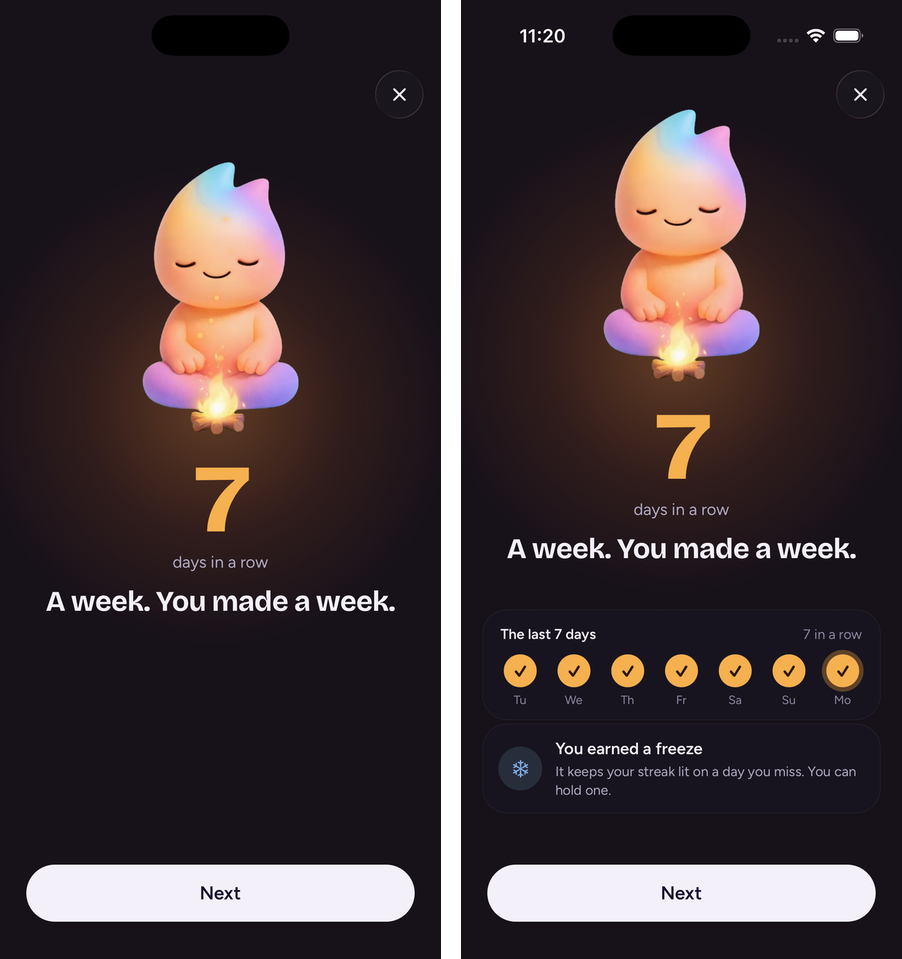 7
days in a row
A week. You made a week.
Next
11:20
7
days in a row
A week. You made a week.
The last 7 days
7 in a row
Tu We Th Fr Sa Su Mo
You earned a freeze
It keeps your streak lit on a day you miss. You can
hold one.
Next